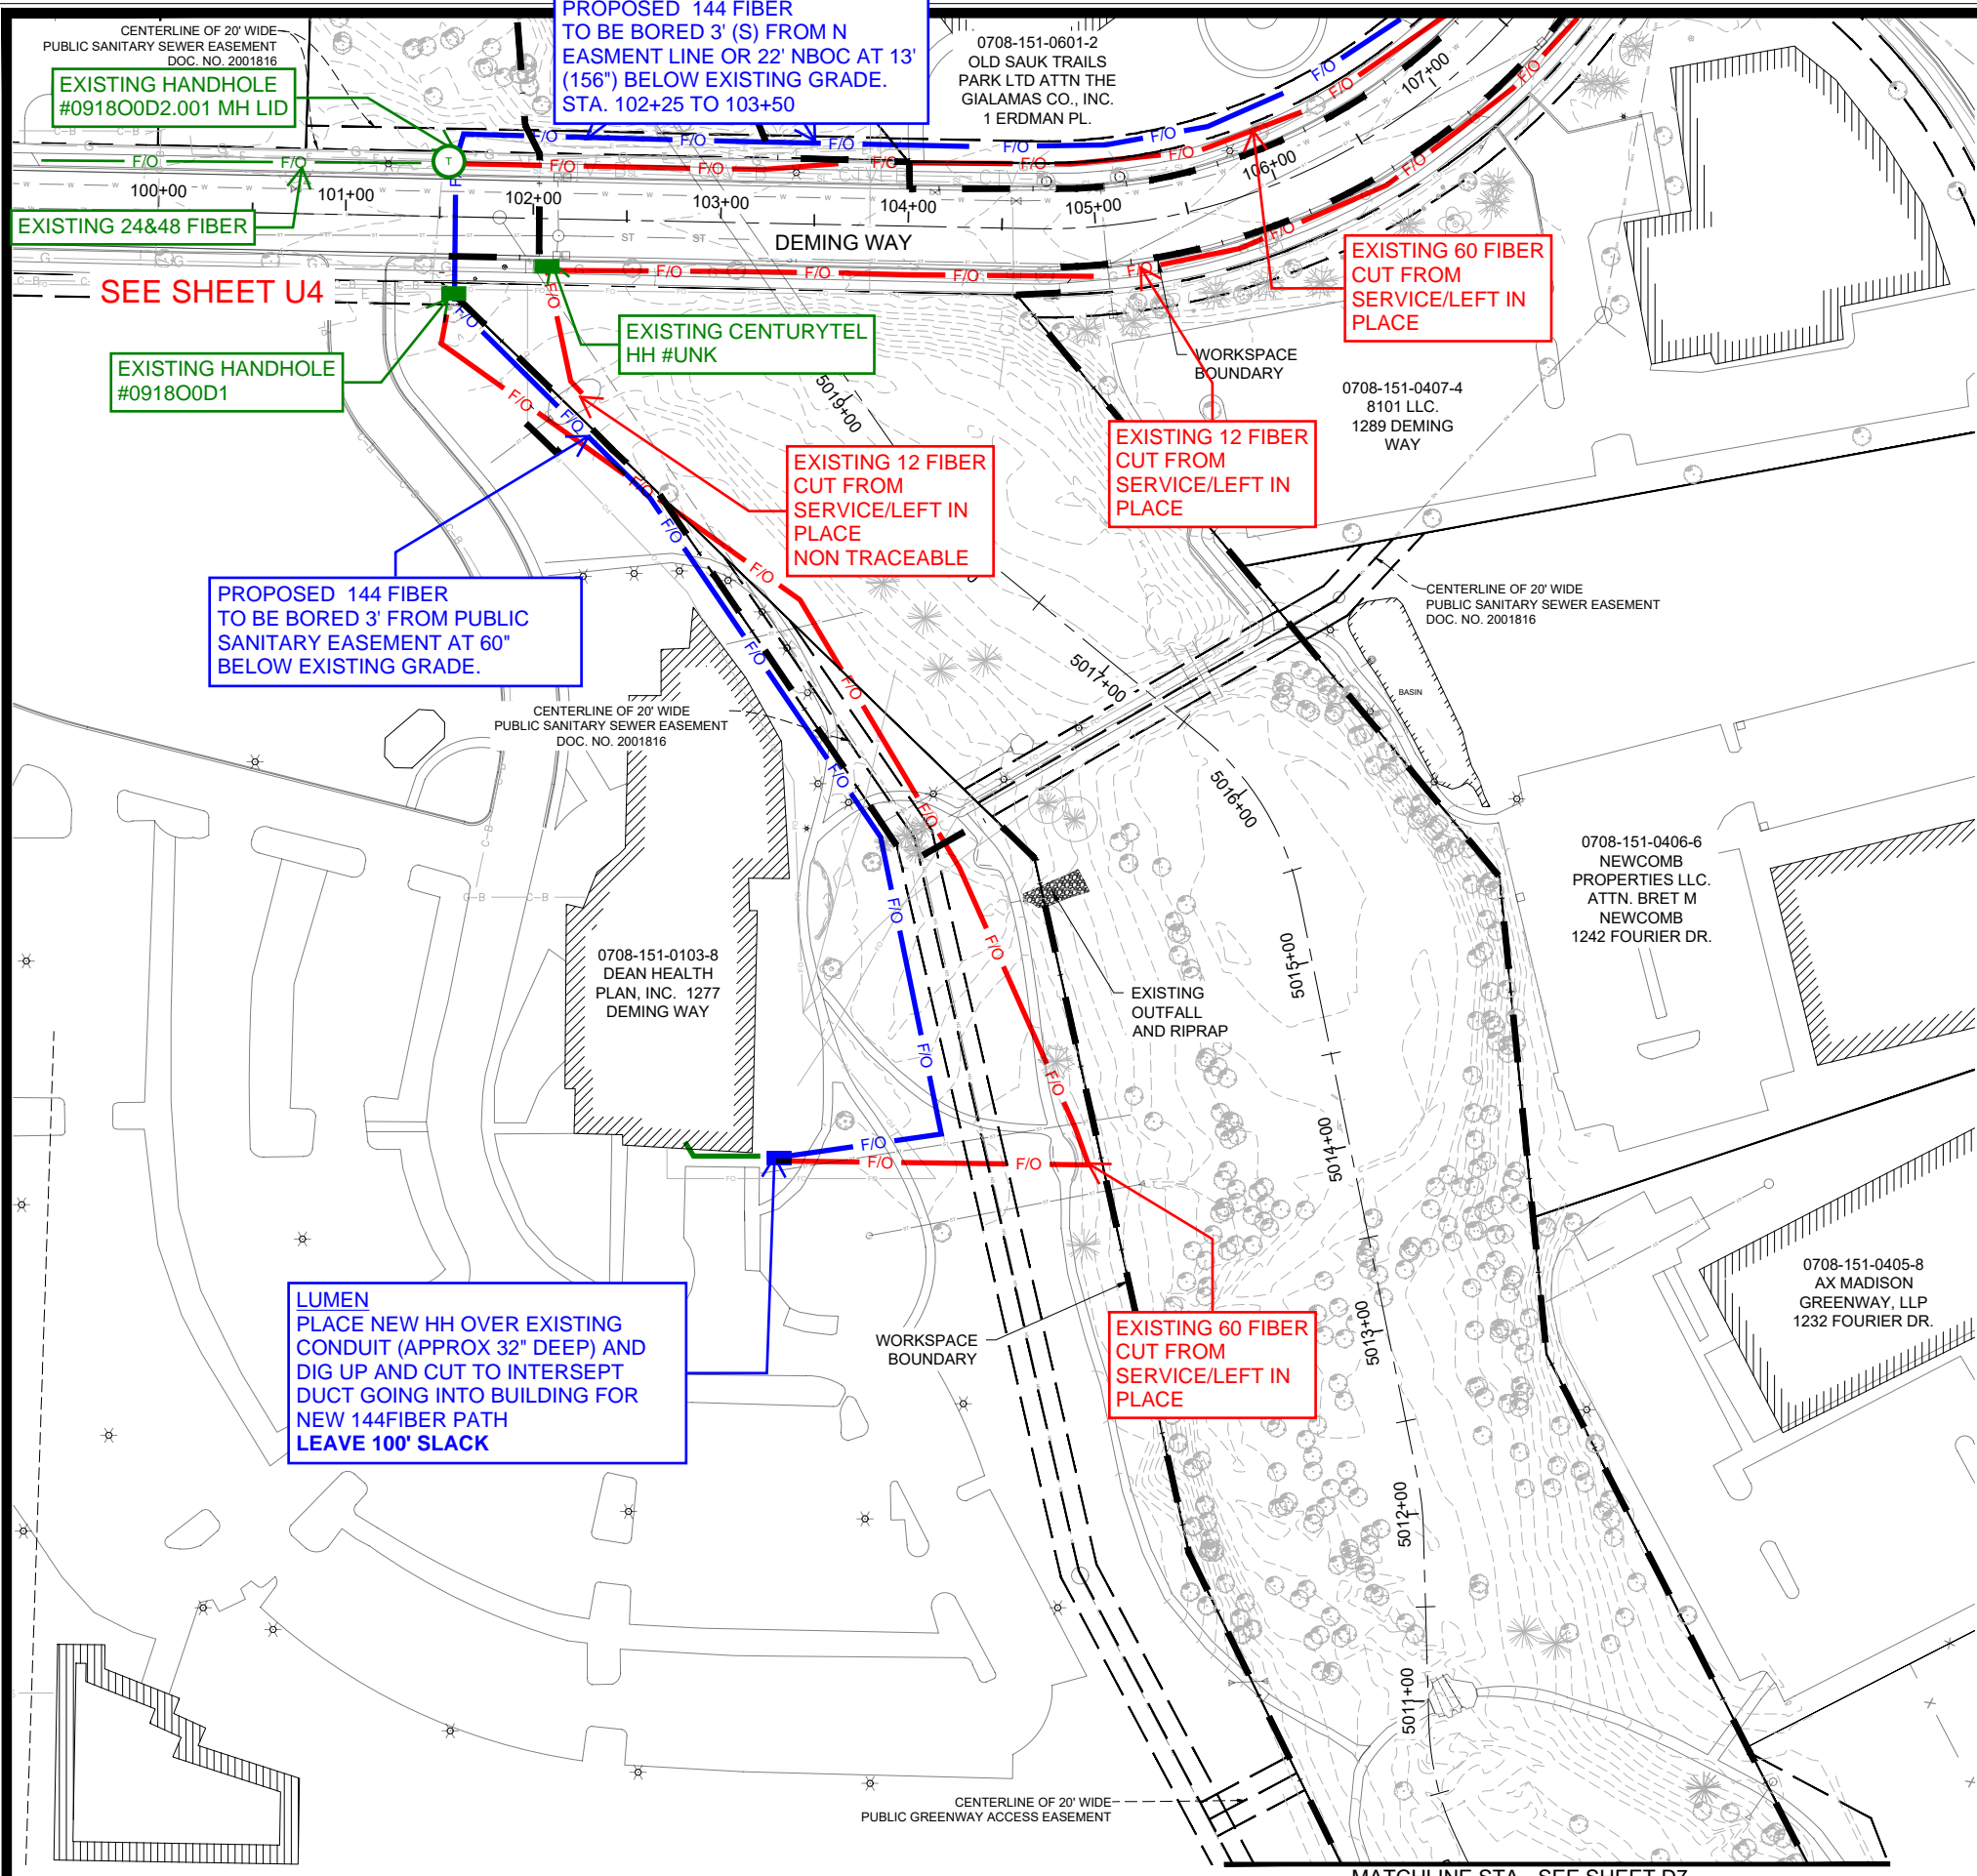 CENTERLINE OF 20' WIDE
PUBLIC SANITARY SEWER EASEMENT
DOC. NO. 2001816
EXISTING HANDHOLE
#0918O0D2.001 MH LID
PROPOSED 144 FIBER
TO BE BORED 3' (S) FROM N
EASMENT LINE OR 22' NBOC AT 13'
(156") BELOW EXISTING GRADE.
STA. 102+25 TO 103+50
0708-151-0601-2
OLD SAUK TRAILS
PARK LTD ATTN THE
GIALAMAS CO., INC.
1 ERDMAN PL.
F/O
F/O
F/O
F/O
F/O
F/O
F/O
F/O
F/O
F/O
T
F/O
F/O
F/O
F/O
F/O
F/O
F/O
F/O
107+00
106+00
100+00
101+00
102+00
103+00
104+00
105+00
EXISTING 24&48 FIBER
DEMING WAY
ST
ST
F/O
F/O
F/O
F/O
SEE SHEET U4
EXISTING 60 FIBER
CUT FROM
SERVICE/LEFT IN
PLACE
EXISTING CENTURYTEL
HH #UNK
EXISTING HANDHOLE
#0918O0D1
WORKSPACE
BOUNDARY
0708-151-0407-4
8101 LLC.
1289 DEMING
WAY
5019+00
F/O
F/O
F/O
F/O
F/O
EXISTING 12 FIBER
CUT FROM
SERVICE/LEFT IN
PLACE
NON TRACEABLE
EXISTING 12 FIBER
CUT FROM
SERVICE/LEFT IN
PLACE
PROPOSED 144 FIBER
TO BE BORED 3' FROM PUBLIC
SANITARY EASEMENT AT 60"
BELOW EXISTING GRADE.
F/O
F/O
F/O
F/O
CENTERLINE OF 20' WIDE
PUBLIC SANITARY SEWER EASEMENT
DOC. NO. 2001816
5017+00
BASIN
CENTERLINE OF 20' WIDE
PUBLIC SANITARY SEWER EASEMENT
DOC. NO. 2001816
F/O
F/O
5016+00
0708-151-0406-6
NEWCOMB
PROPERTIES LLC.
ATTN. BRET M
NEWCOMB
1242 FOURIER DR.
C-B
C-B
F/O
F/O
0708-151-0103-8
DEAN HEALTH
PLAN, INC. 1277
DEMING WAY
5015+00
EXISTING
OUTFALL
AND RIPRAP
F/O
F/O
F/O
F/O
F/O
5014+00
LUMEN
PLACE NEW HH OVER EXISTING
CONDUIT (APPROX 32" DEEP) AND
DIG UP AND CUT TO INTERSEPT
DUCT GOING INTO BUILDING FOR
NEW 144FIBER PATH
LEAVE 100' SLACK
WORKSPACE
BOUNDARY
EXISTING 60 FIBER
CUT FROM
SERVICE/LEFT IN
PLACE
5013+00
0708-151-0405-8
AX MADISON
GREENWAY, LLP
1232 FOURIER DR.
5012+00
5011+00
CENTERLINE OF 20' WIDE
PUBLIC GREENWAY ACCESS EASEMENT